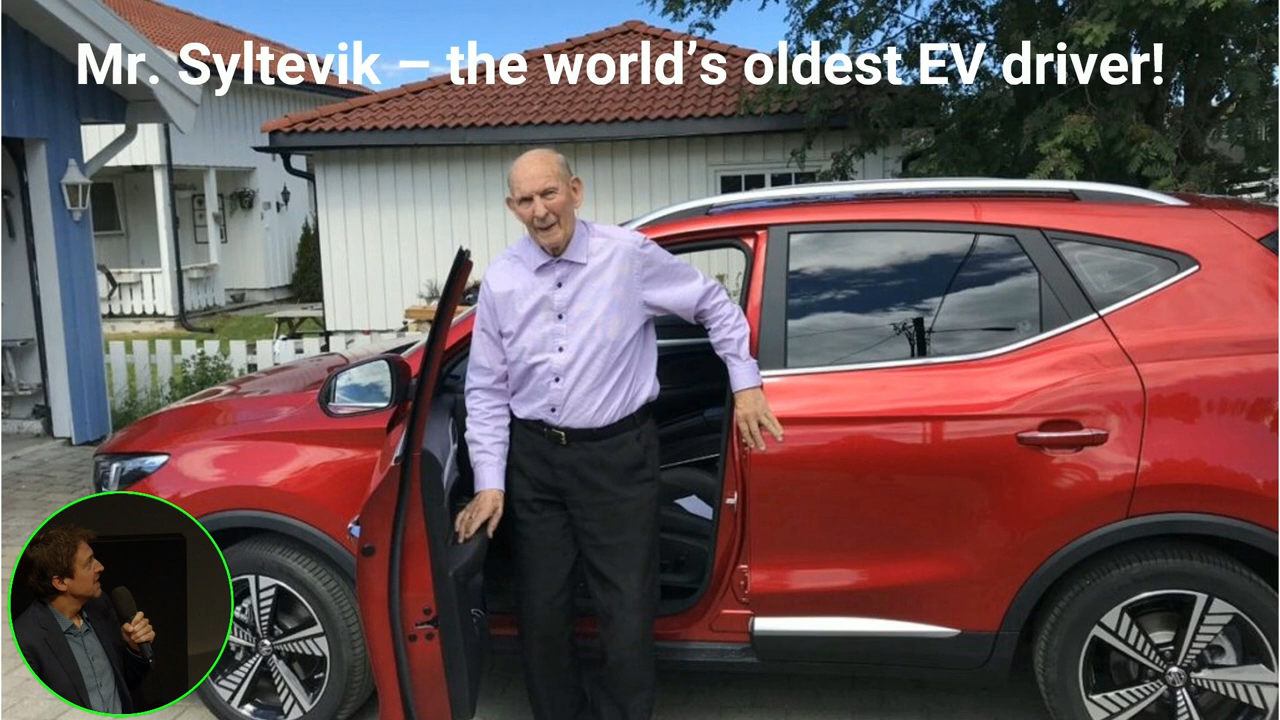 Mr. Syltevik – the world’s oldest EV driver!